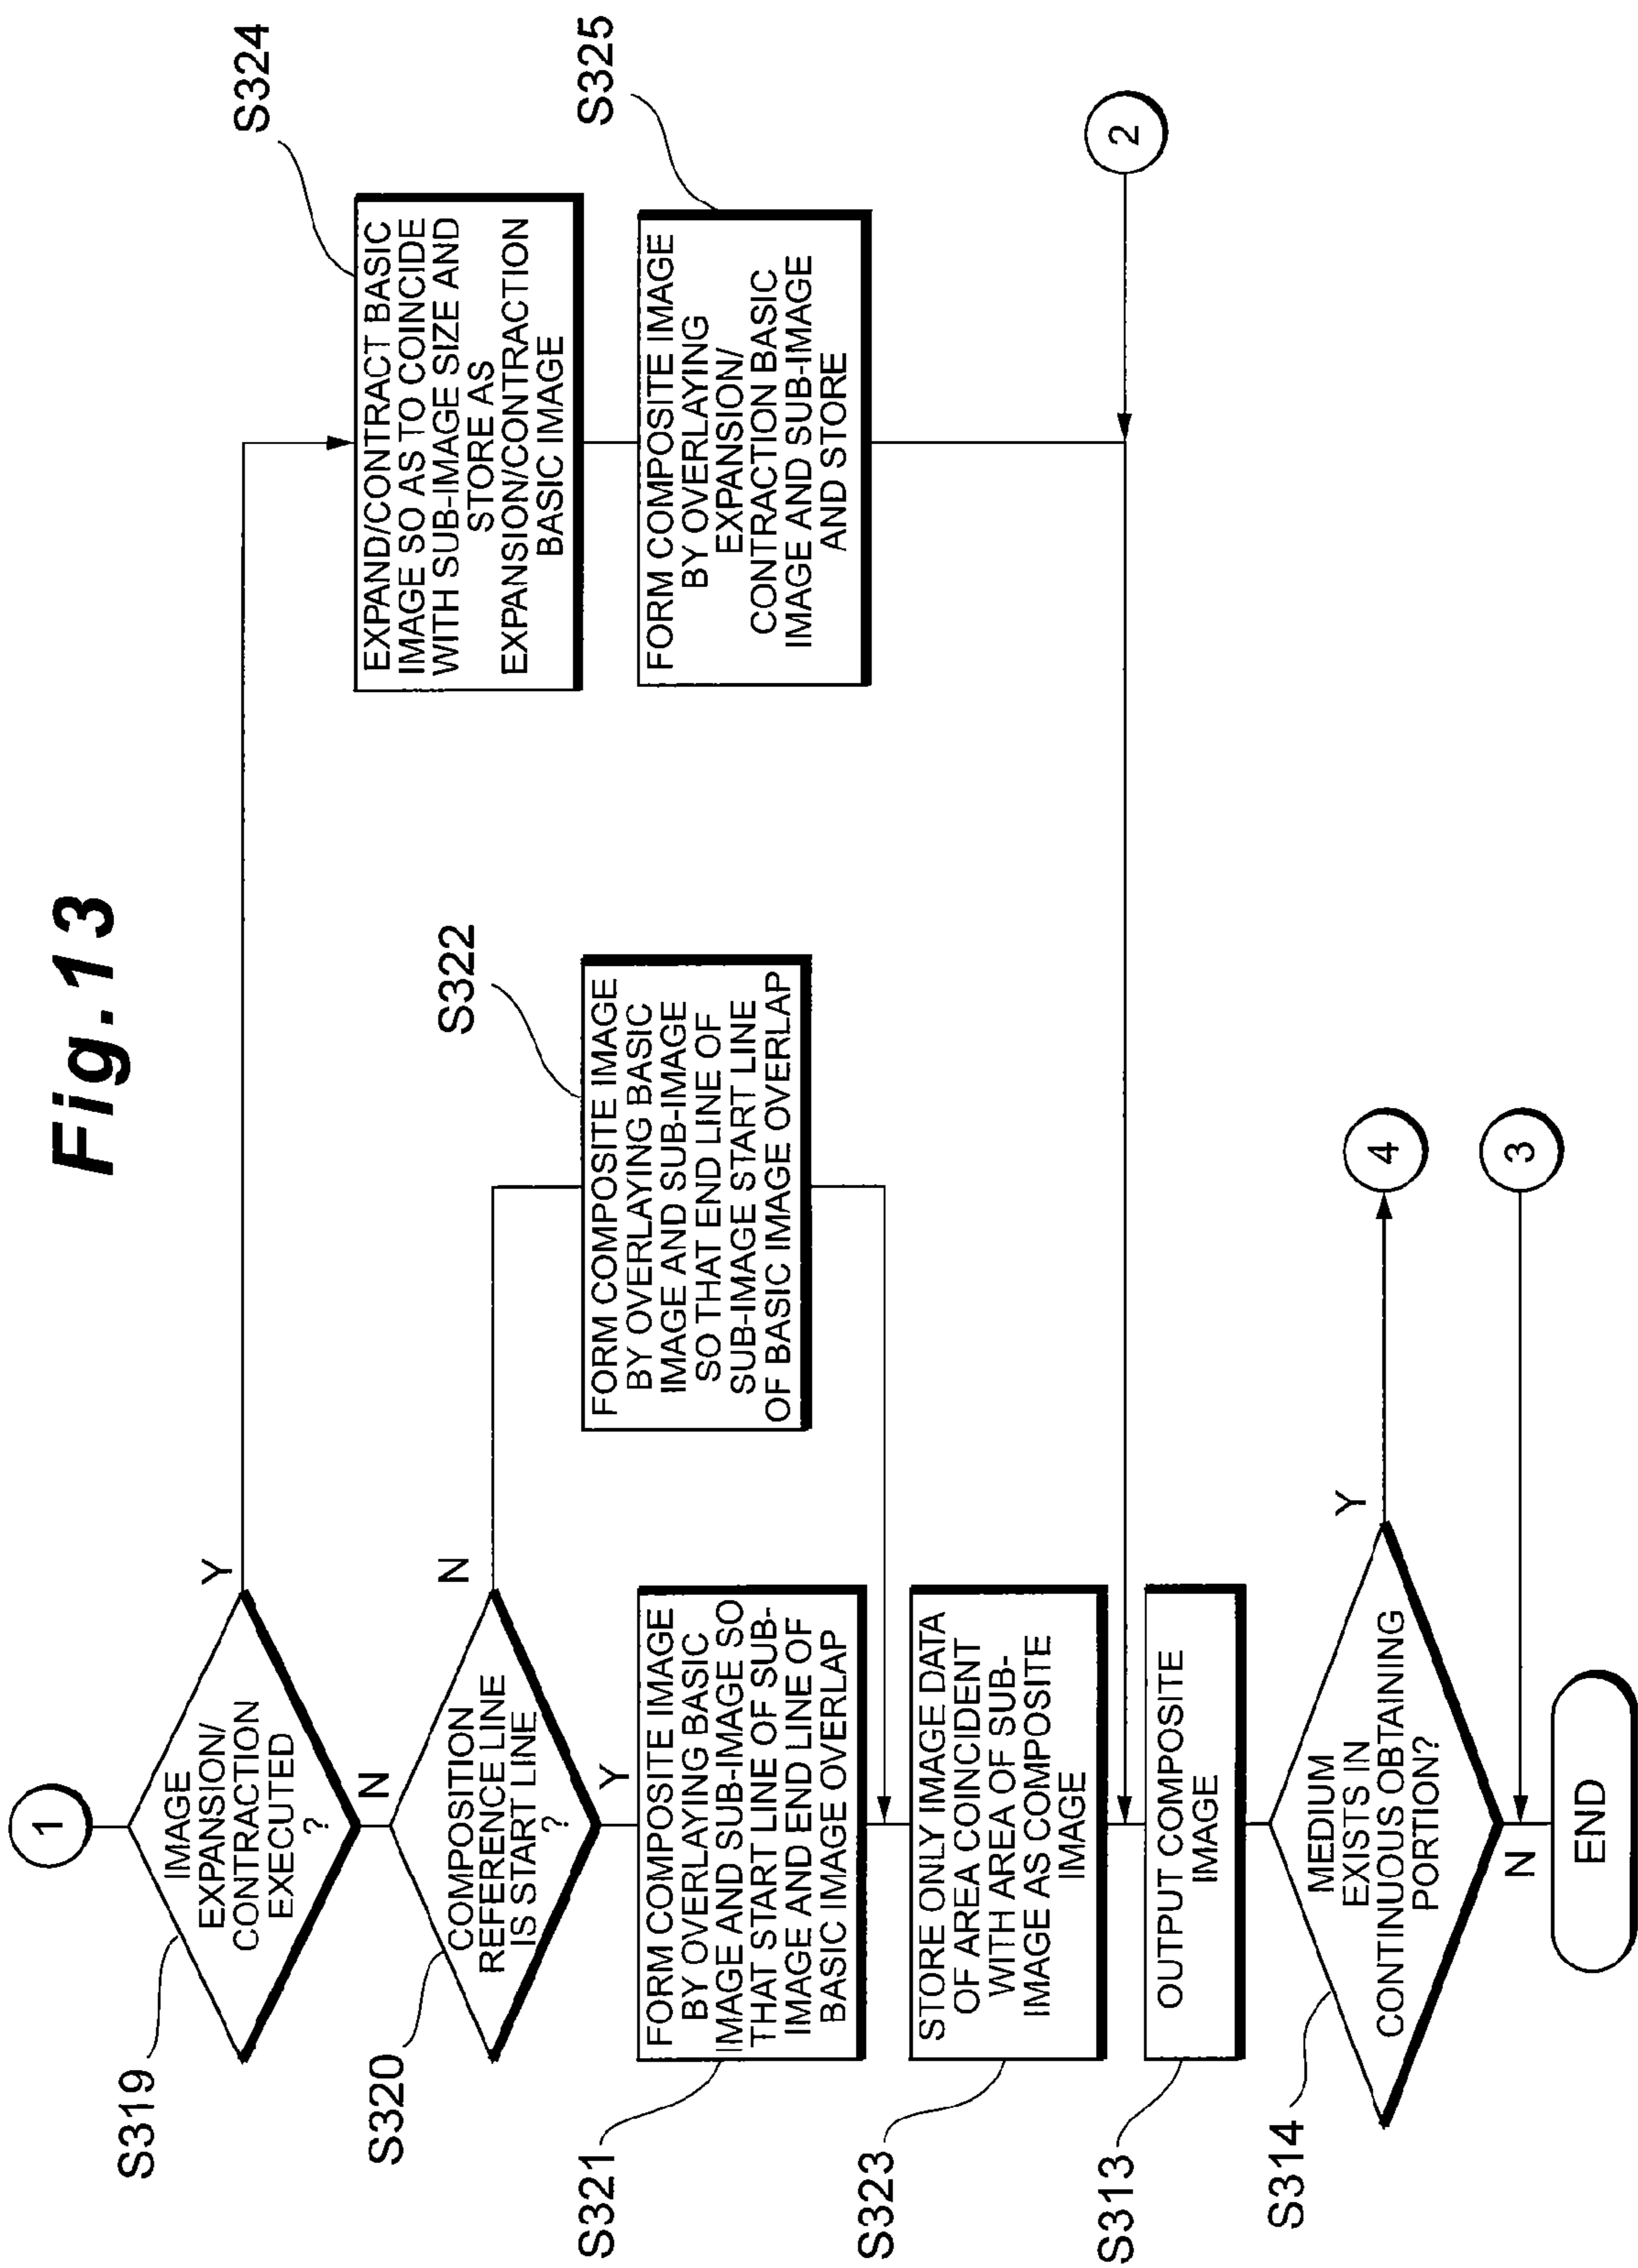 Fig.13
1
S319
IMAGE
EXPANSION/
CONTRACTION
EXECUTED
?
Y
N
S320
COMPOSITION
REFERENCE LINE
IS START LINE
?
N
Y
S324
EXPAND/CONTRACT BASIC
IMAGE SO AS TO COINCIDE
WITH SUB-IMAGE SIZE AND
STORE AS
EXPANSION/CONTRACTION
BASIC IMAGE
S321
FORM COMPOSITE IMAGE
BY OVERLAYING BASIC
IMAGE AND SUB-IMAGE SO
THAT START LINE OF SUB-
IMAGE AND END LINE OF
BASIC IMAGE OVERLAP
S322
FORM COMPOSITE IMAGE
BY OVERLAYING BASIC
IMAGE AND SUB-IMAGE
SO THAT END LINE OF
SUB-IMAGE START LINE
OF BASIC IMAGE OVERLAP
S325
FORM COMPOSITE IMAGE
BY OVERLAYING
EXPANSION/
CONTRACTION BASIC
IMAGE AND SUB-IMAGE
AND STORE
S323
STORE ONLY IMAGE DATA
OF AREA COINCIDENT
WITH AREA OF SUB-
IMAGE AS COMPOSITE
IMAGE
2
S313
OUTPUT COMPOSITE
IMAGE
S314
MEDIUM
EXISTS IN
CONTINUOUS OBTAINING
PORTION?
Y
4
N
3
END